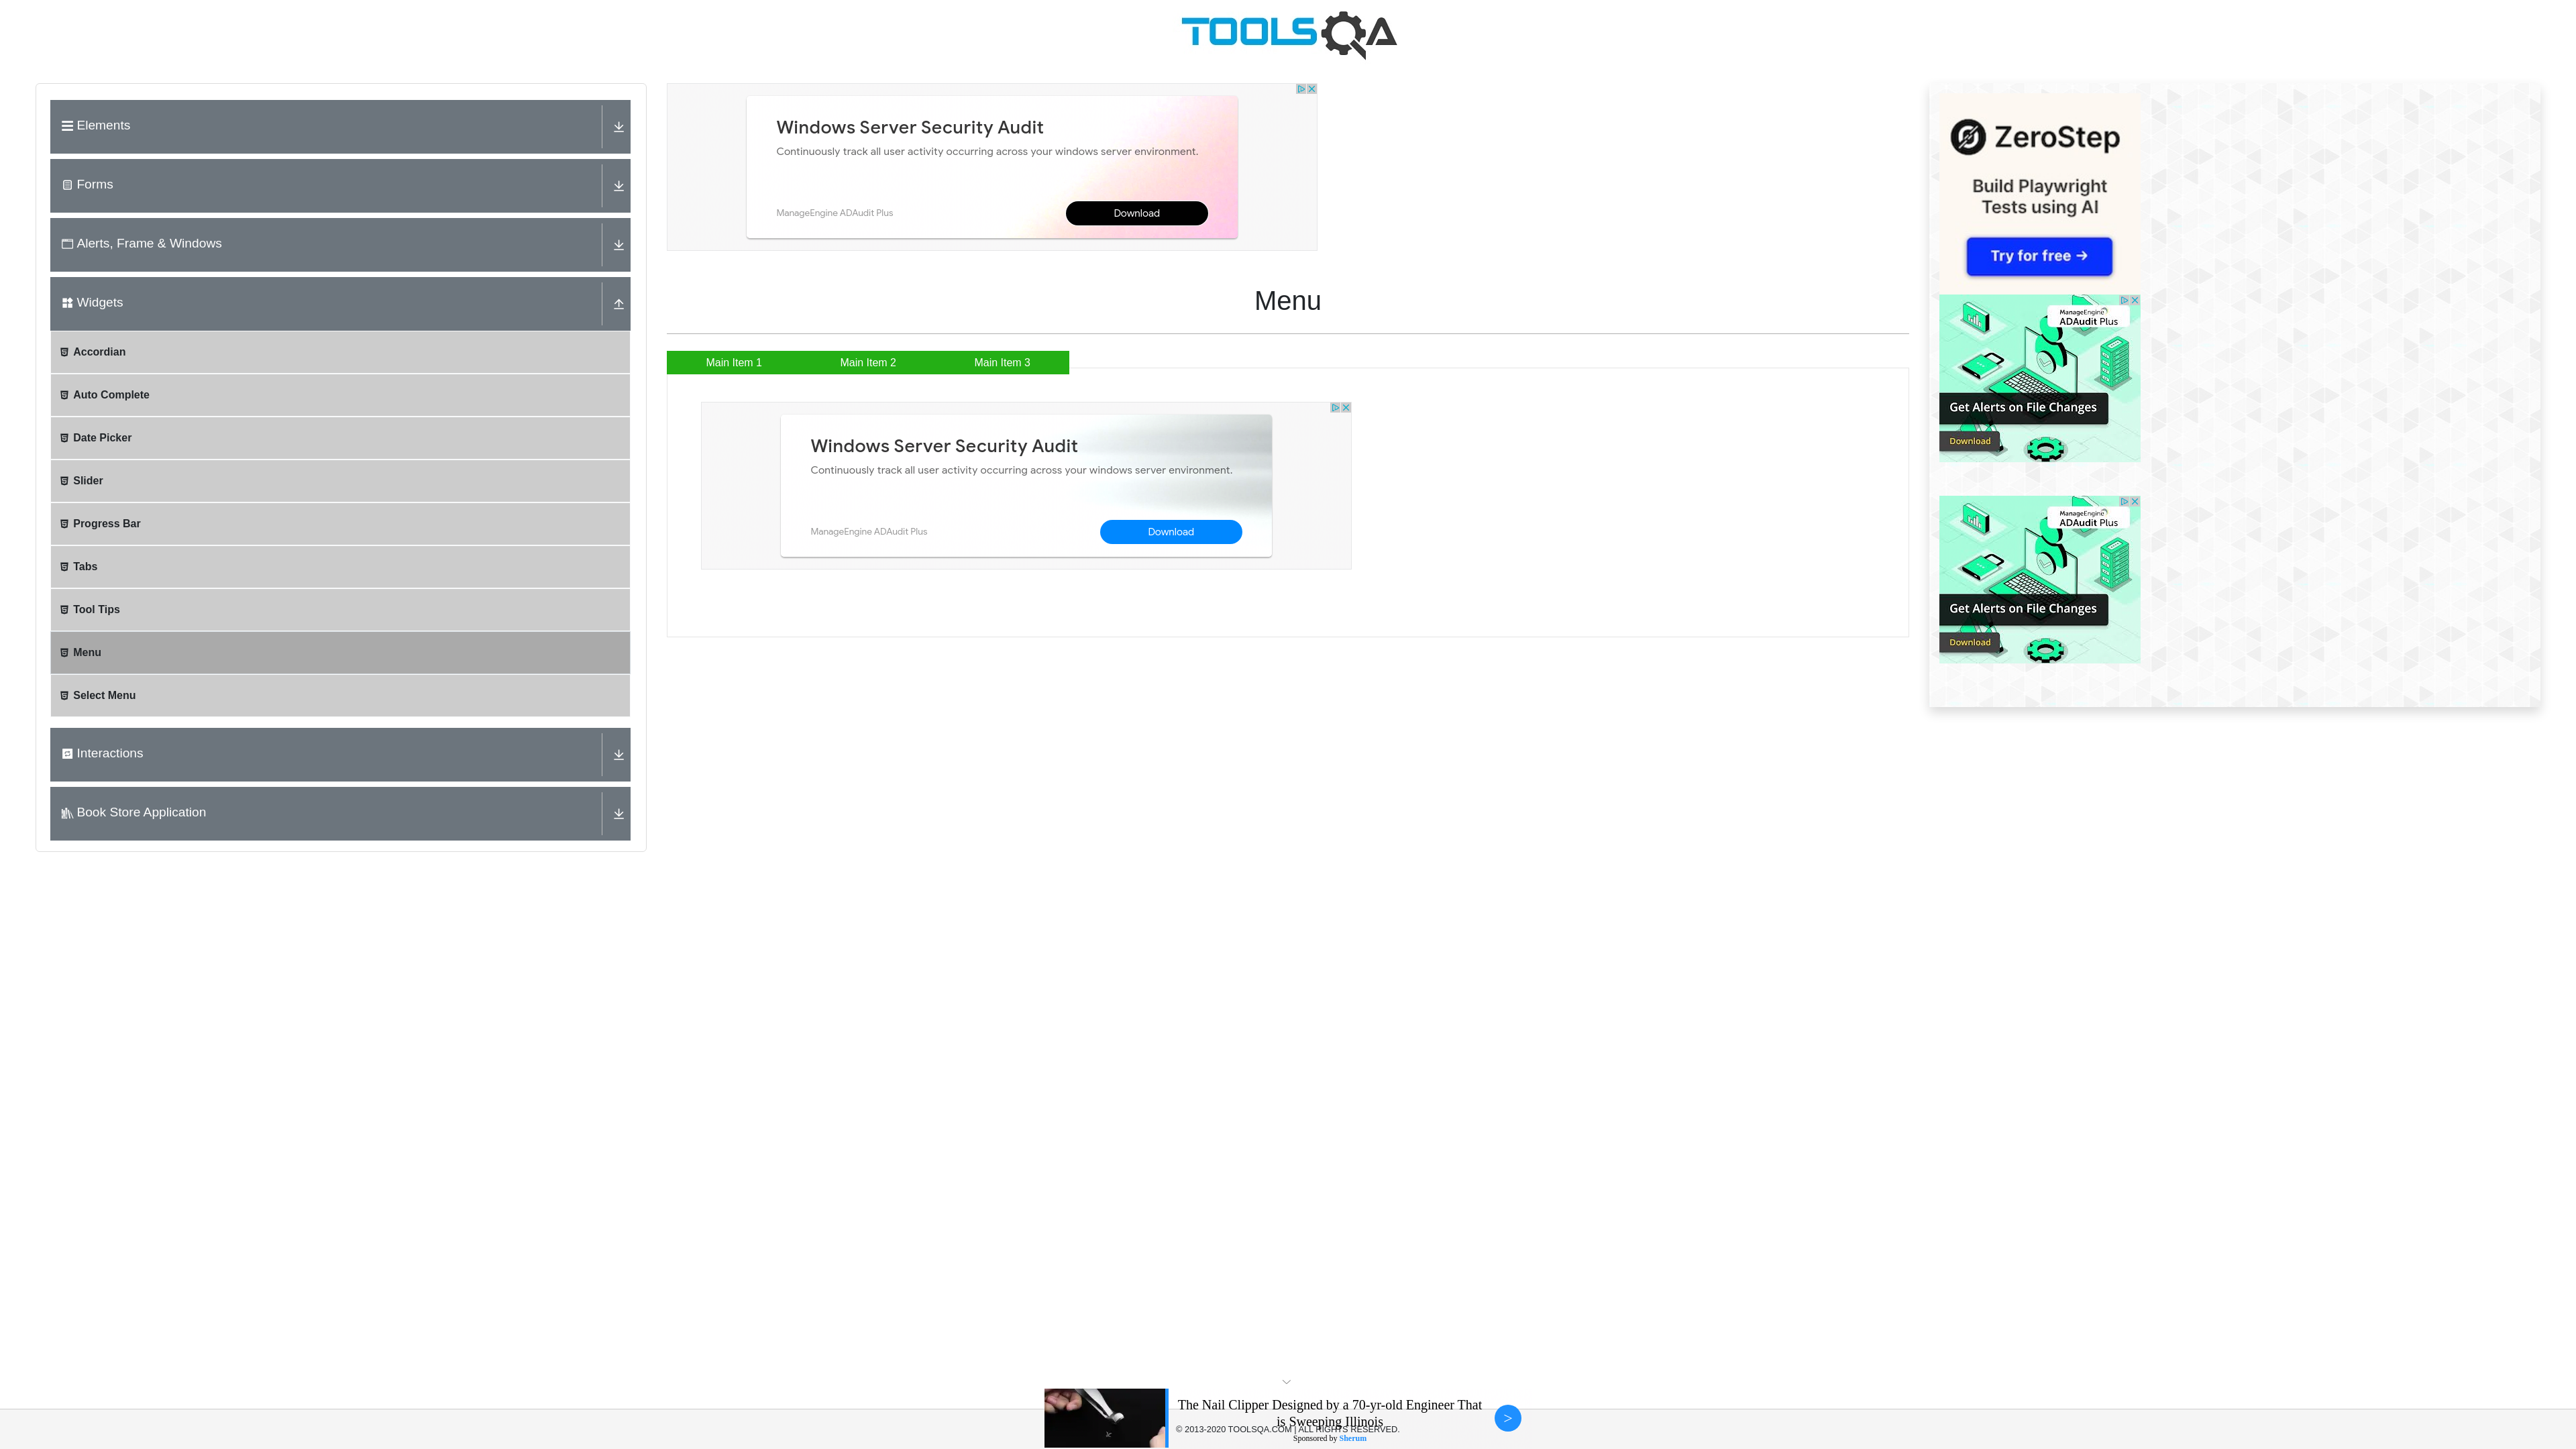 TOOLSQA
Elements
Forms
Alerts, Frame & Windows
Widgets
Accordian
Auto Complete
Date Picker
Slider
Progress Bar
Tabs
Tool Tips
Menu
Select Menu
Interactions
Book Store Application
Windows Server Security Audit
Continuously track all user activity occurring across your windows server environment.
ManageEngine ADAudit Plus
Download
Menu
Main Item 1
Main Item 2
Main Item 3
Windows Server Security Audit
Continuously track all user activity occurring across your windows server environment.
ManageEngine ADAudit Plus
Download
ZeroStep
Build Playwright
Tests using AI
Try for free →
ManageEngine
ADAudit Plus
Get Alerts on File Changes
Download
ManageEngine
ADAudit Plus
Get Alerts on File Changes
Download
The Nail Clipper Designed by a 70-yr-old Engineer That
is Sweeping Illinois
© 2013-2020 TOOLSQA.COM | ALL RIGHTS RESERVED.
Sponsored by Sherum
>